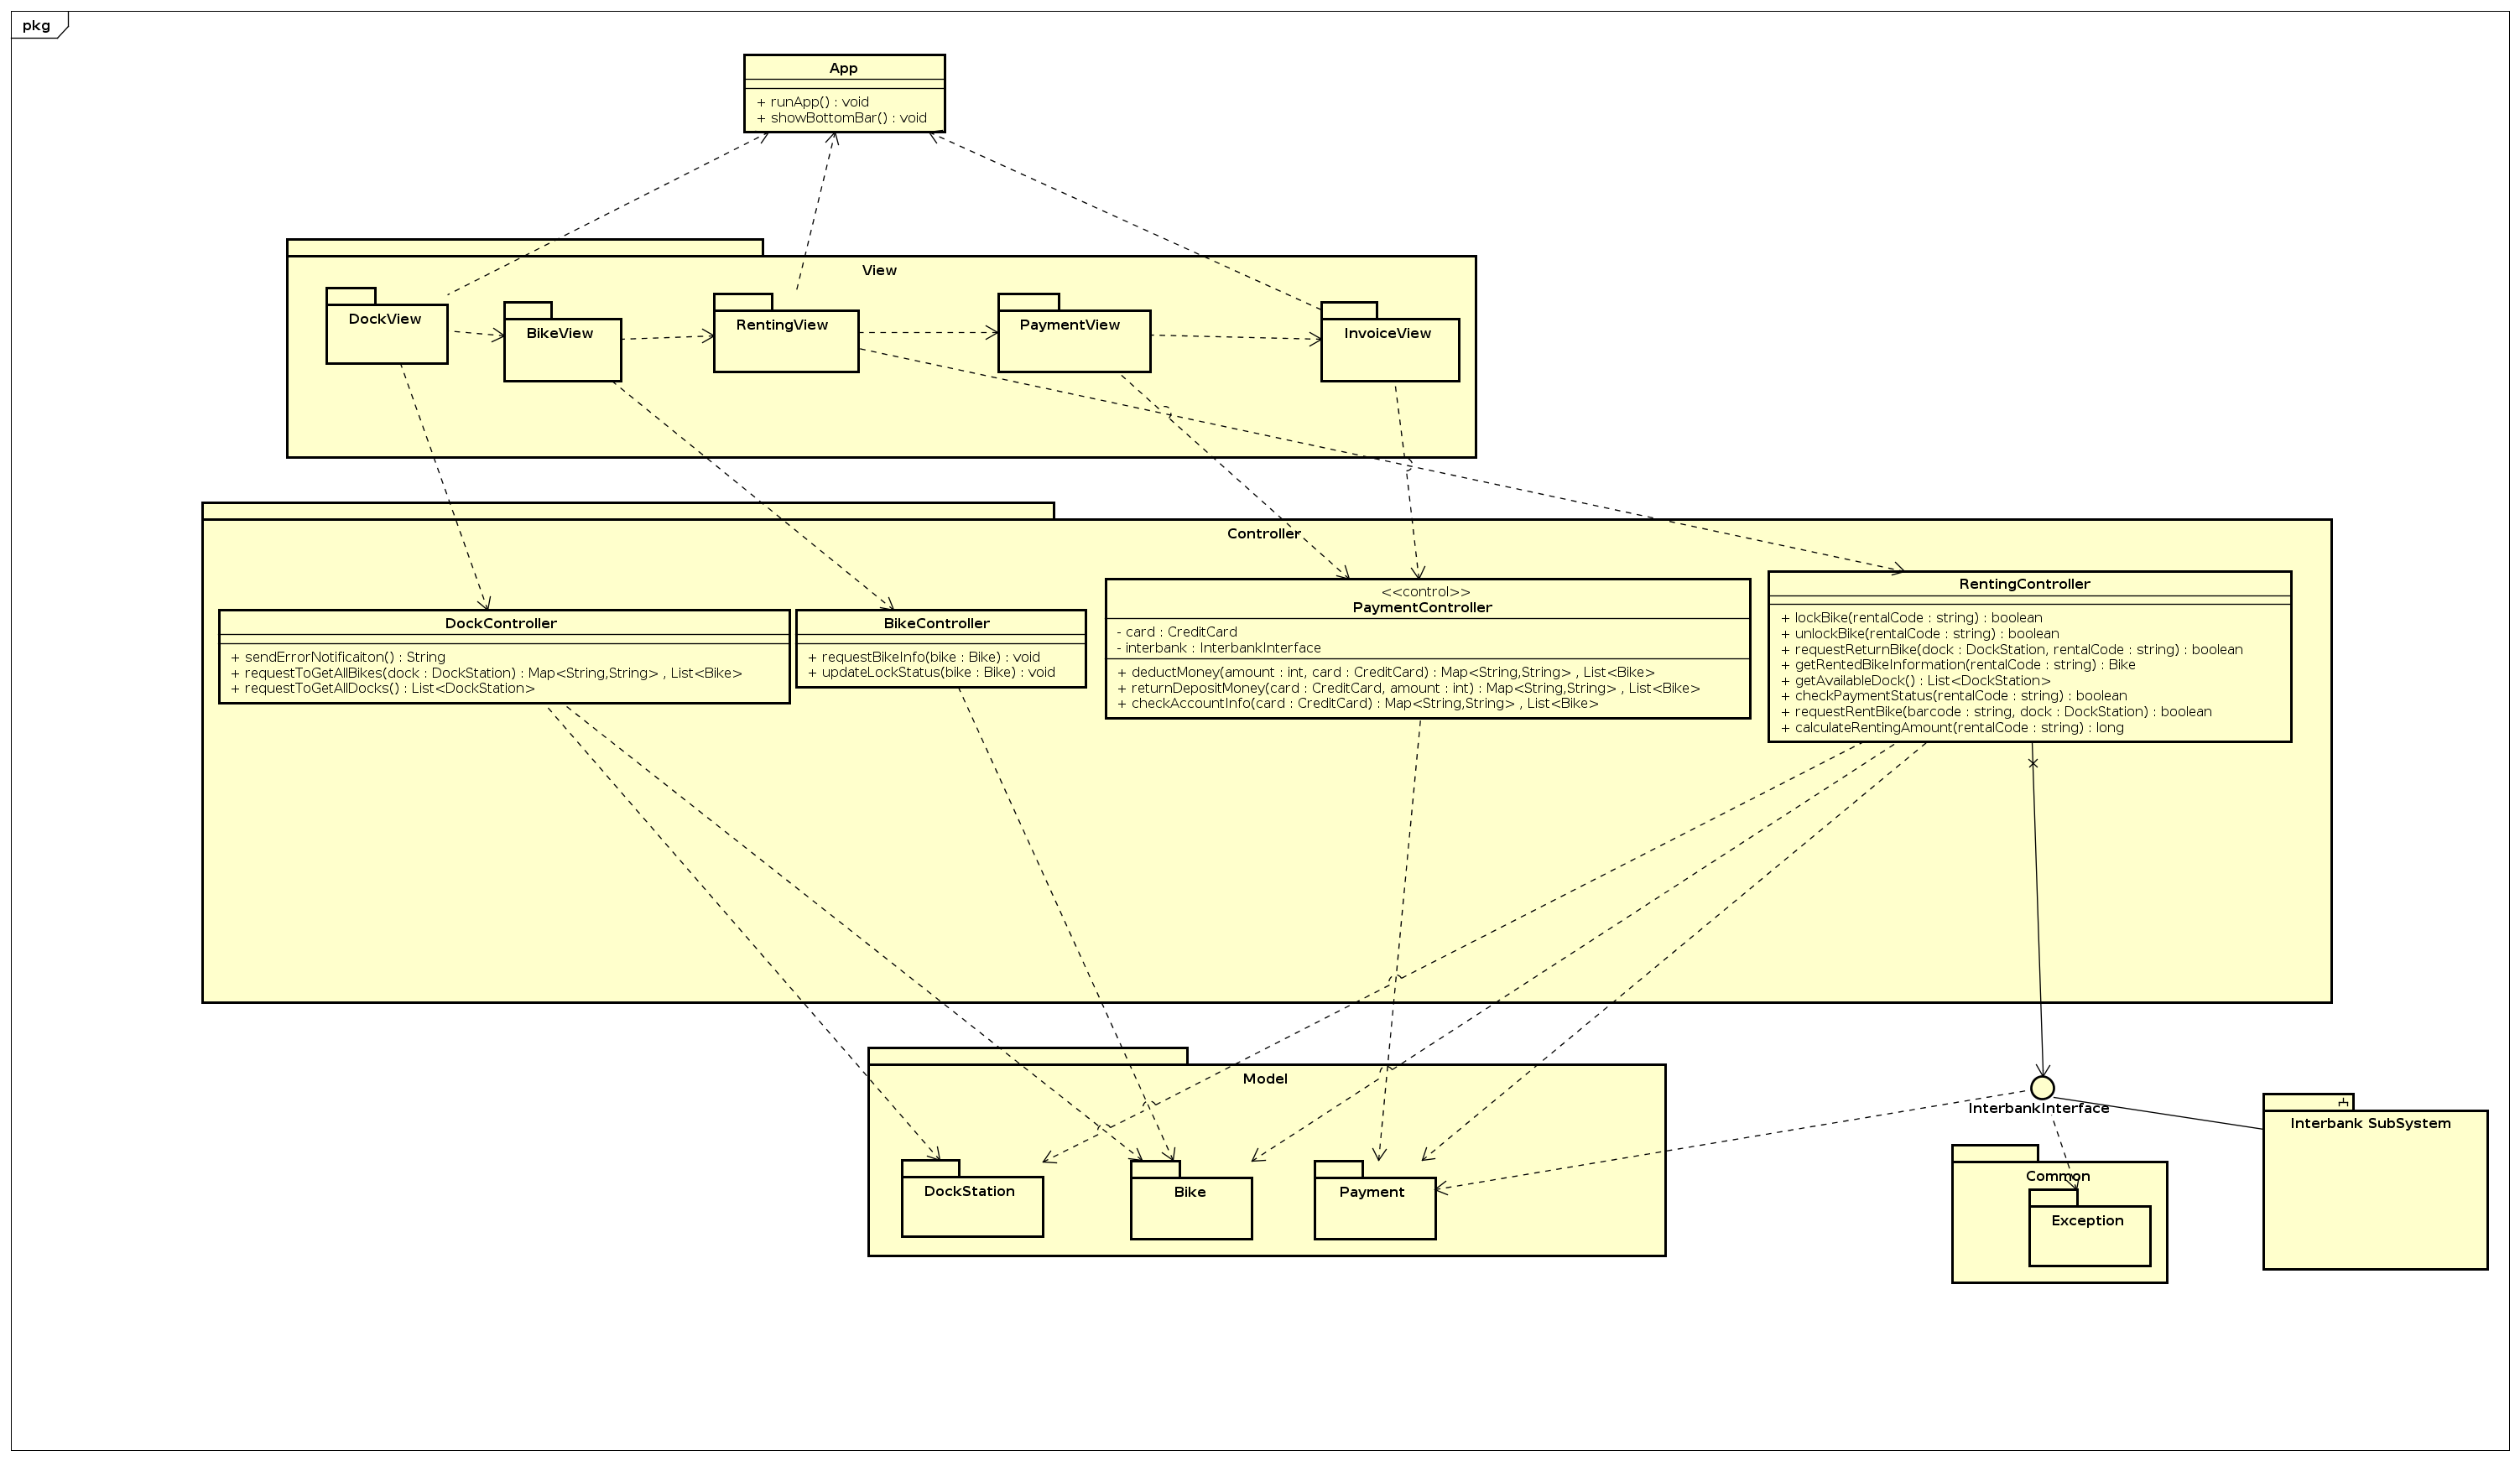 pkg
App
+ runApp() : void
+ showBottomBar() : void
View
DockView
BikeView
RentingView
PaymentView
InvoiceView
Controller
DockController
+ sendErrorNotificaiton() : String
+ requestToGetAllBikes(dock : DockStation) : Map<String,String> , List<Bike>
+ requestToGetAllDocks() : List<DockStation>
BikeController
+ requestBikeInfo(bike : Bike) : void
+ updateLockStatus(bike : Bike) : void
<<control>>
PaymentController
- card : CreditCard
- interbank : InterbankInterface
+ deductMoney(amount : int, card : CreditCard) : Map<String,String> , List<Bike>
+ returnDepositMoney(card : CreditCard, amount : int) : Map<String,String> , List<Bike>
+ checkAccountInfo(card : CreditCard) : Map<String,String> , List<Bike>
RentingController
+ lockBike(rentalCode : string) : boolean
+ unlockBike(rentalCode : string) : boolean
+ requestReturnBike(dock : DockStation, rentalCode : string) : boolean
+ getRentedBikeInformation(rentalCode : string) : Bike
+ getAvailableDock() : List<DockStation>
+ checkPaymentStatus(rentalCode : string) : boolean
+ requestRentBike(barcode : string, dock : DockStation) : boolean
+ calculateRentingAmount(rentalCode : string) : long
Model
DockStation
Bike
Payment
InterbankInterface
Interbank SubSystem
Common
Exception